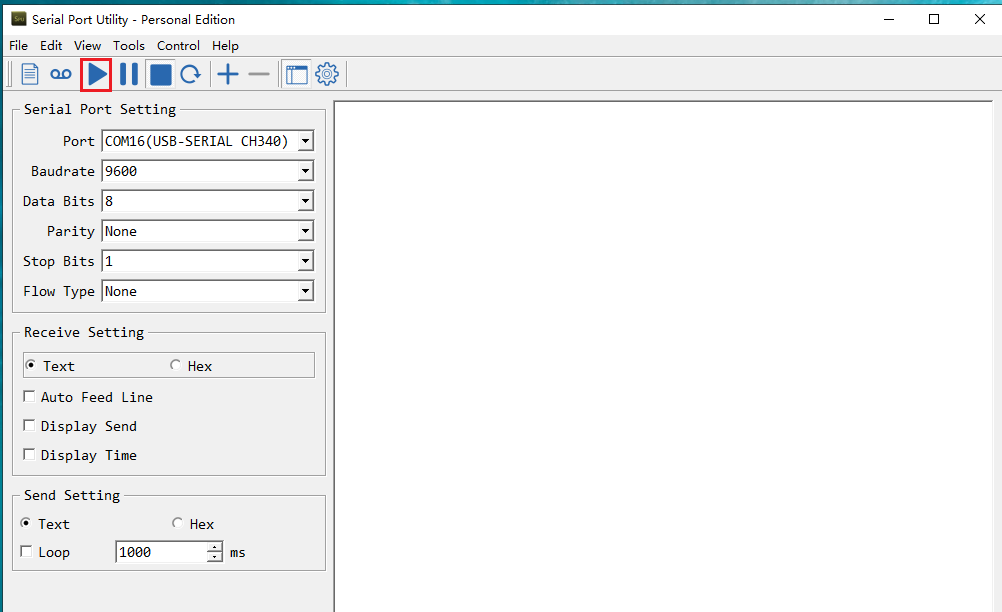 Serial Port Utility - Personal Edition
File Edit View Tools Control Help
Serial Port Setting
Port COM16(USB-SERIAL CH340)
Baudrate 9600
Data Bits 8
Parity None
Stop Bits 1
Flow Type None
Receive Setting
Text Hex
Auto Feed Line
Display Send
Display Time
Send Setting
Text Hex
Loop 1000 ms